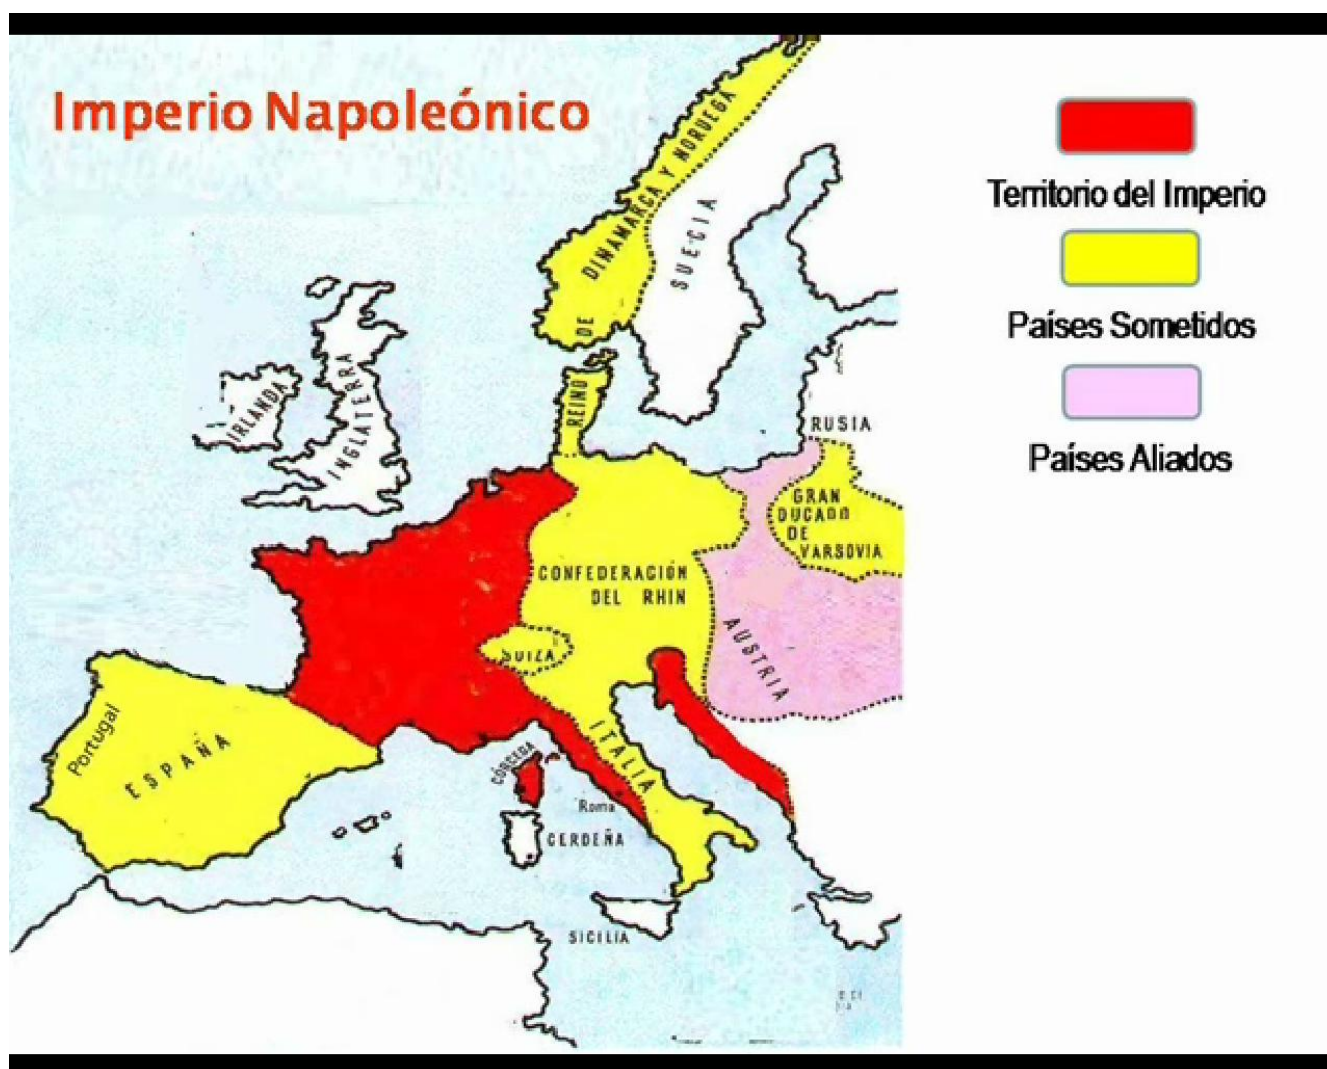 Imperio Napoleónico
Territorio del Imperio
Países Sometidos
Países Aliados
REINO
DE
DINAMARCA Y NORUEGA
SUECIA
IRLANDA
INGLATERRA
RUSIA
GRAN
DUCADO
DE
VARSOVIA
CONFEDERACIÓN
DEL RHIN
SUIZA
AUSTRIA
Portugal
ESPAÑA
ITALIA
CÓRCEGA
Roma
CERDEÑA
SICILIA